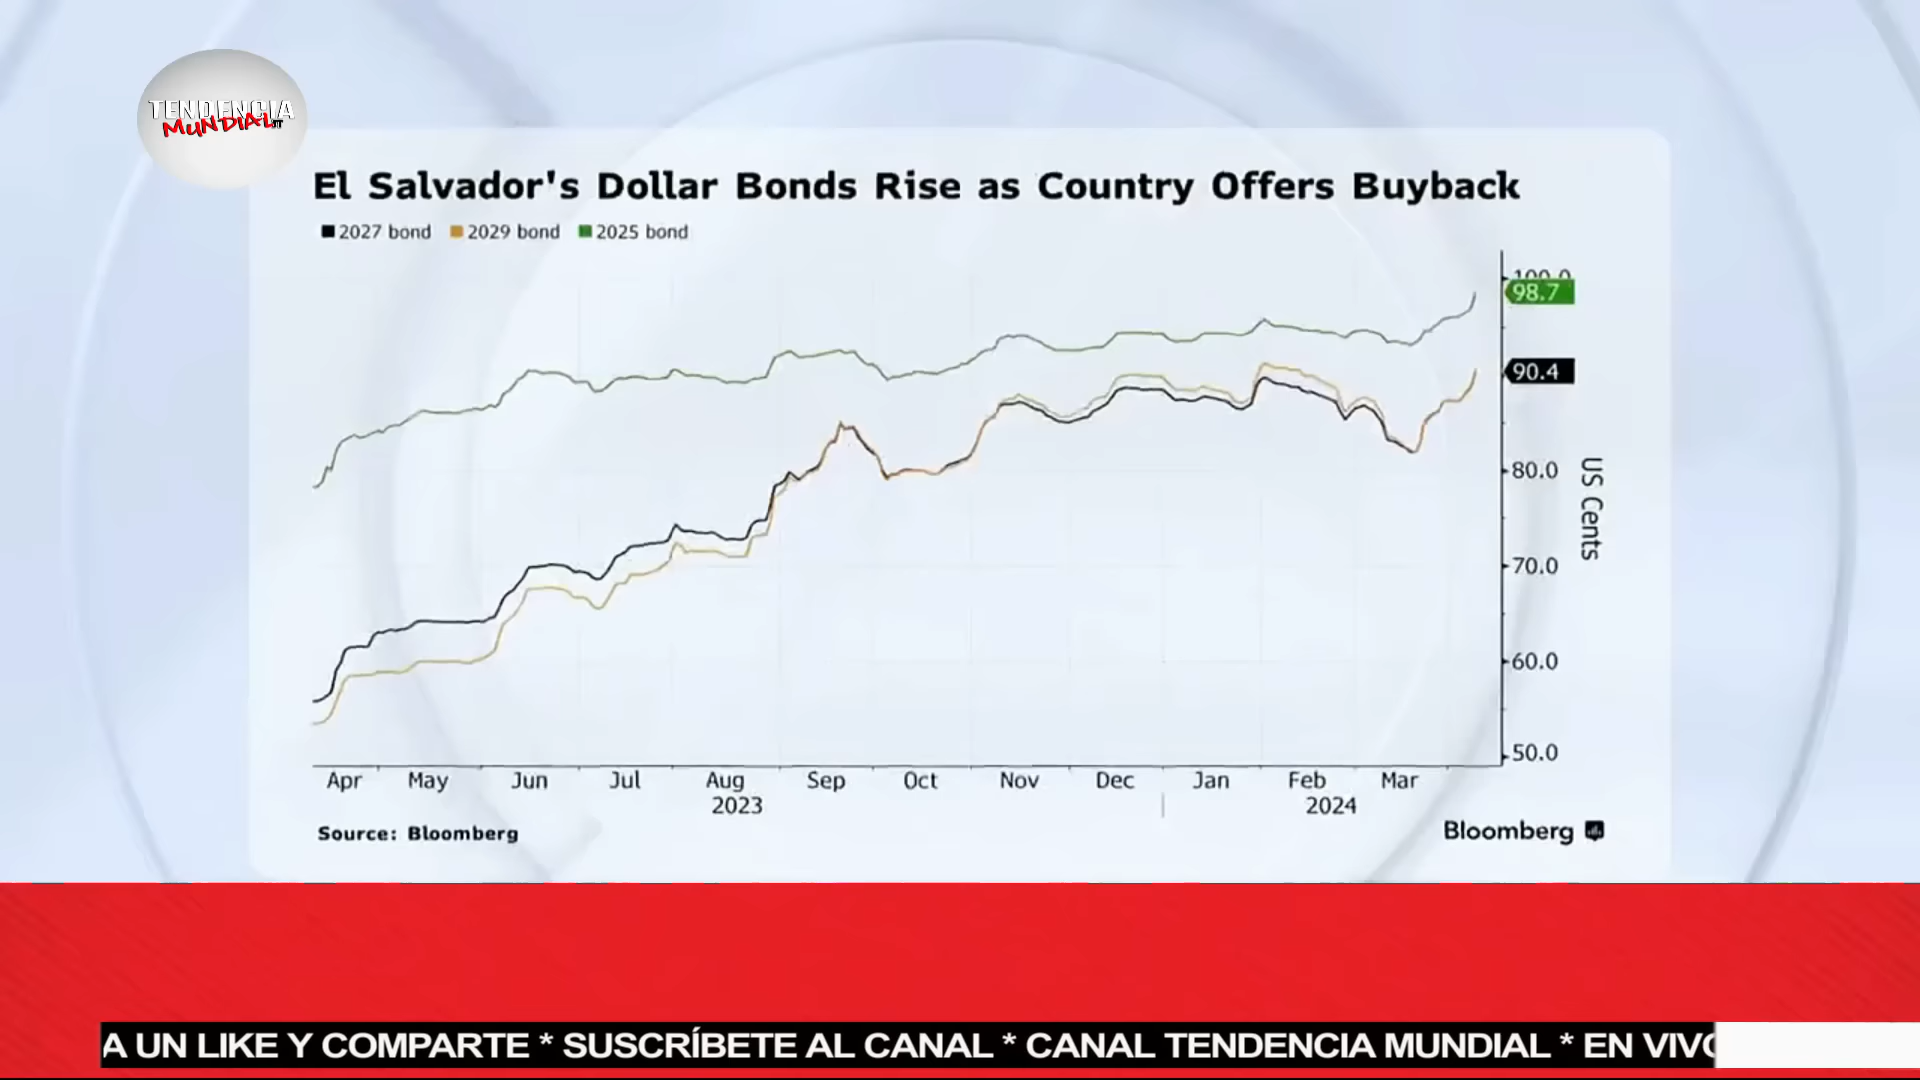 TENDENCIA
MUNDIAL
El Salvador's Dollar Bonds Rise as Country Offers Buyback
2027 bond 2029 bond 2025 bond
100.0
98.7
90.4
80.0
70.0
60.0
50.0
US Cents
Apr May Jun Jul Aug Sep Oct Nov Dec Jan Feb Mar
2023 2024
Source: Bloomberg
Bloomberg
A UN LIKE Y COMPARTE * SUSCRÍBETE AL CANAL * CANAL TENDENCIA MUNDIAL * EN VIVO